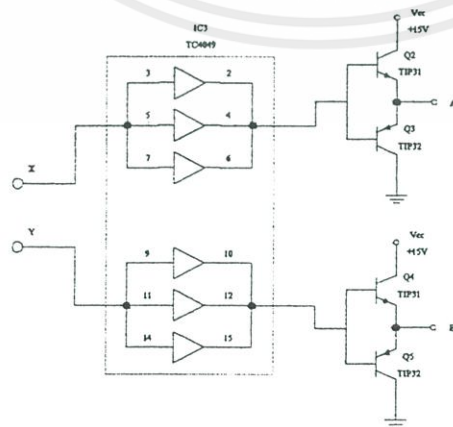 IC3
TC4049
Vcc
+15V
3
2
Q2
TIP31
5
4
A
7
6
Q3
TIP32
X
Y
Vcc
+15V
9
10
Q4
TIP31
11
12
14
15
Q5
TIP32